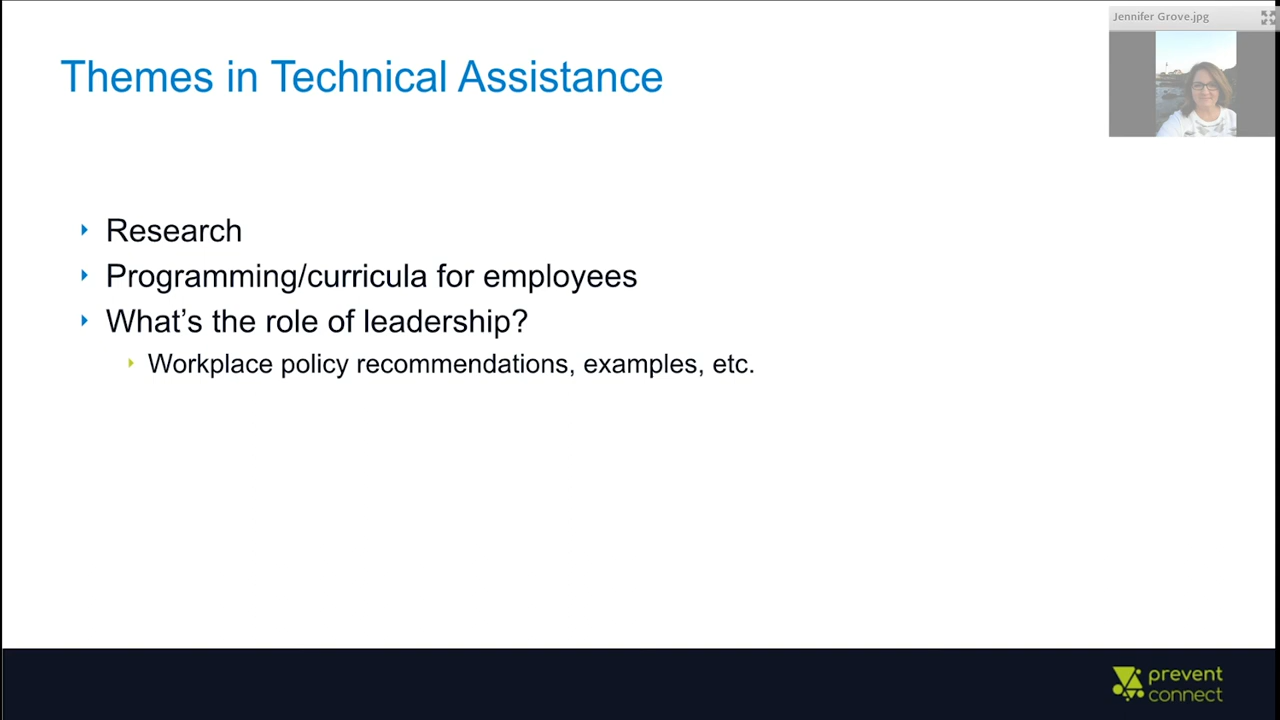 Jennifer Grove.jpg
Themes in Technical Assistance
Research
Programming/curricula for employees
What's the role of leadership?
Workplace policy recommendations, examples, etc.
prevent
connect